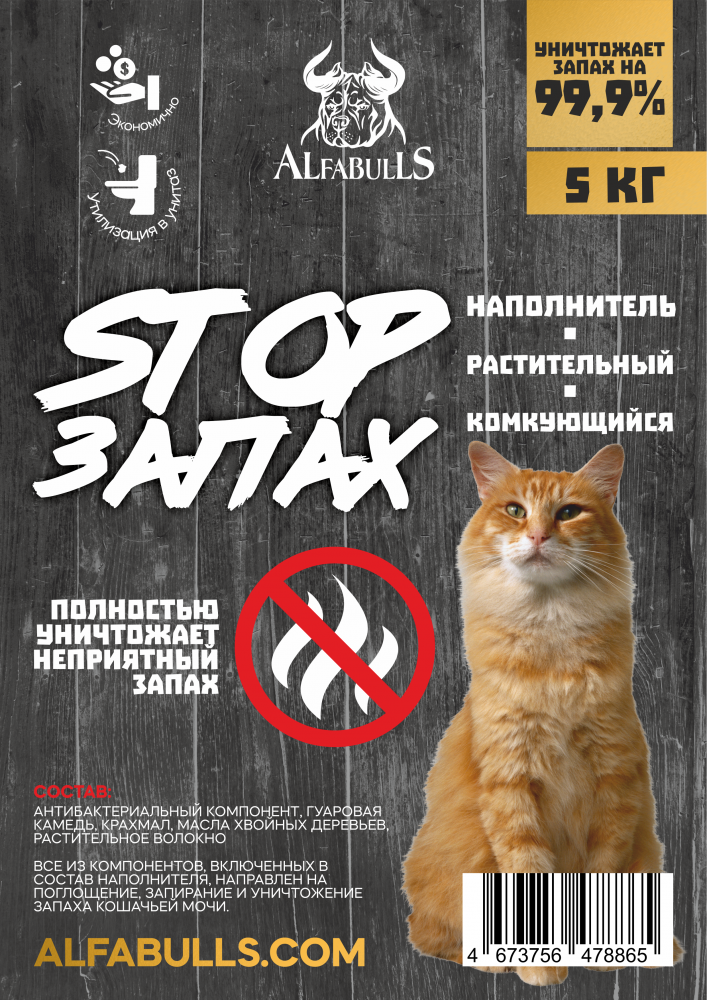 Экономично
Утилизация в унитаз
ALFABULLS
УНИЧТОЖАЕТ
ЗАПАХ НА
99,9%
5 КГ
STOP
ЗАПАХ
НАПОЛНИТЕЛЬ
РАСТИТЕЛЬНЫЙ
КОМКУЮЩИЙСЯ
ПОЛНОСТЬЮ
УНИЧТОЖАЕТ
НЕПРИЯТНЫЙ
ЗАПАХ
СОСТАВ:
АНТИБАКТЕРИАЛЬНЫЙ КОМПОНЕНТ, ГУАРОВАЯ
КАМЕДЬ, КРАХМАЛ, МАСЛА ХВОЙНЫХ ДЕРЕВЬЕВ,
РАСТИТЕЛЬНОЕ ВОЛОКНО
ВСЕ ИЗ КОМПОНЕНТОВ, ВКЛЮЧЕННЫХ В
СОСТАВ НАПОЛНИТЕЛЯ, НАПРАВЛЕН НА
ПОГЛОЩЕНИЕ, ЗАПИРАНИЕ И УНИЧТОЖЕНИЕ
ЗАПАХА КОШАЧЬЕЙ МОЧИ.
ALFABULLS.COM
4 673756 478865